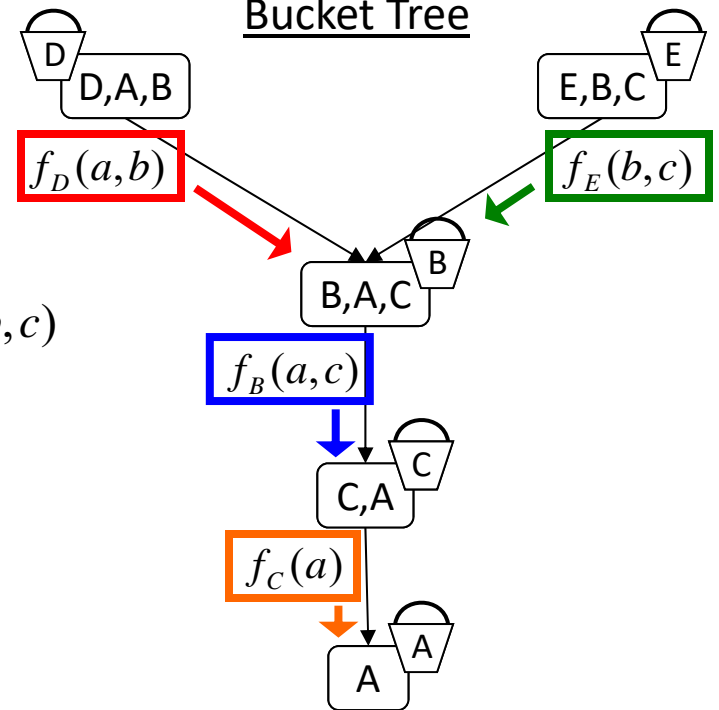 Bucket Tree
D
D,A,B
E
E,B,C
f_D(a,b)
f_E(b,c)
B
B,A,C
,c)
f_B(a,c)
C
C,A
f_C(a)
A
A